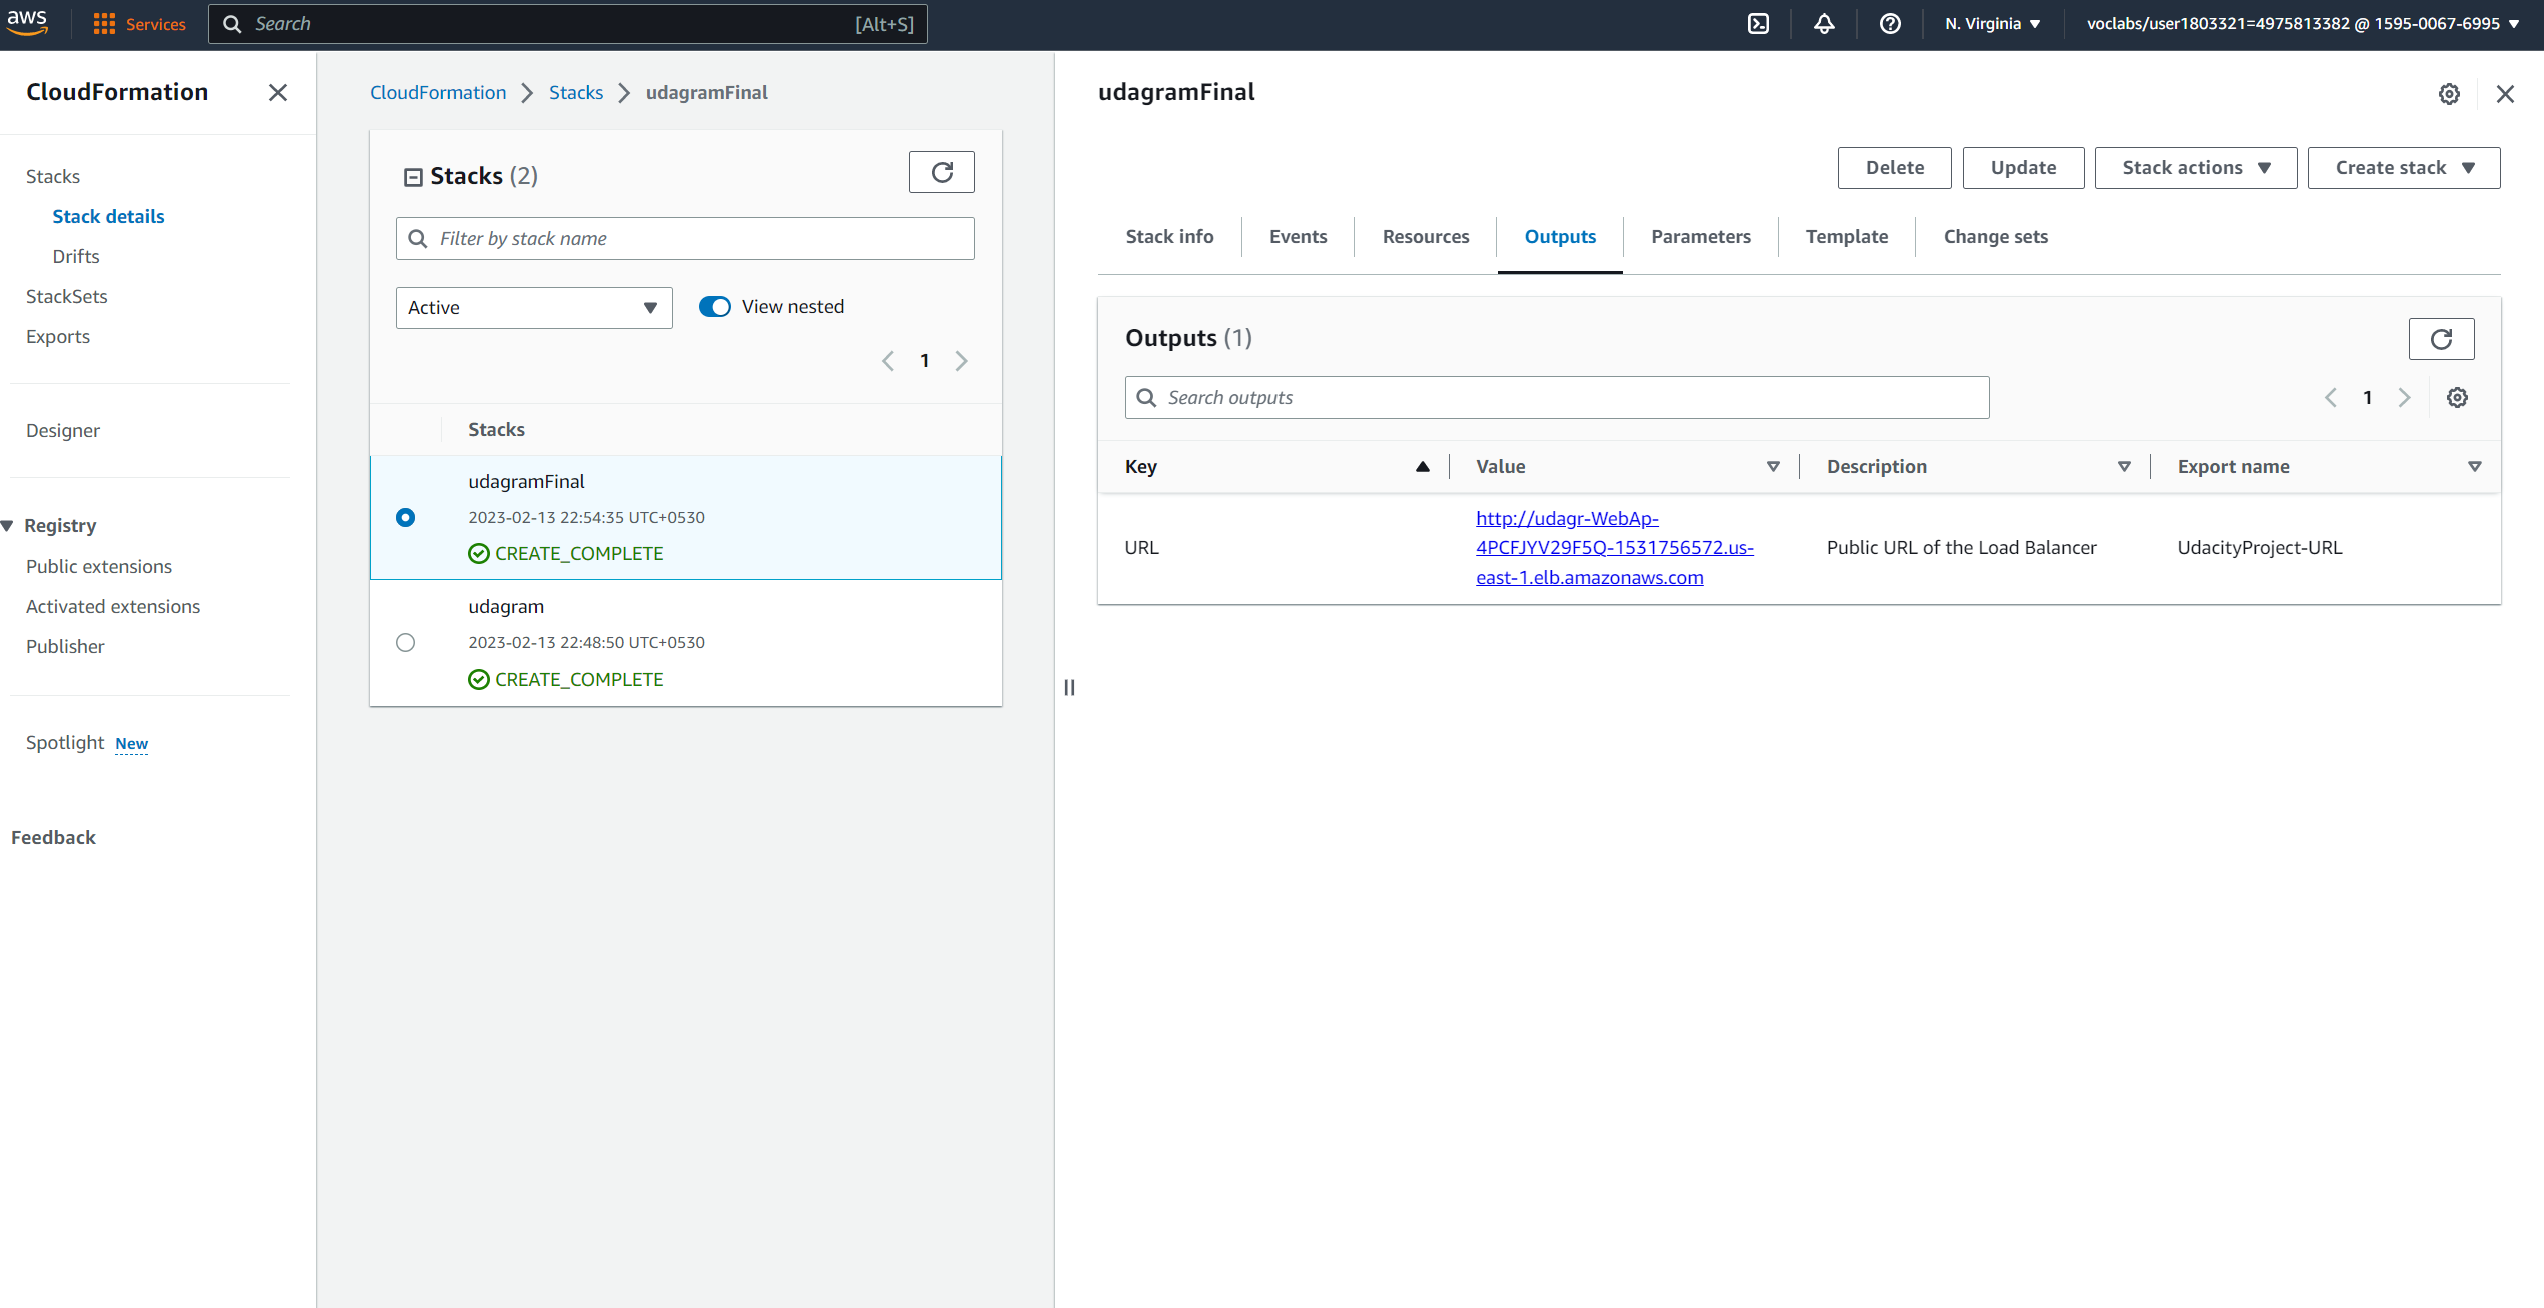 aws
Services
Search
[Alt+S]
N. Virginia
voclabs/user1803321=4975813382 @ 1595-0067-6995
CloudFormation
Stacks
Stack details
Drifts
StackSets
Exports
Designer
Registry
Public extensions
Activated extensions
Publisher
Spotlight New
Feedback
CloudFormation
Stacks
udagramFinal
Stacks (2)
Filter by stack name
Active
View nested
1
Stacks
udagramFinal
2023-02-13 22:54:35 UTC+0530
CREATE_COMPLETE
udagram
2023-02-13 22:48:50 UTC+0530
CREATE_COMPLETE
udagramFinal
Delete
Update
Stack actions
Create stack
Stack info
Events
Resources
Outputs
Parameters
Template
Change sets
Outputs (1)
Search outputs
1
Key
Value
Description
Export name
URL
http://udagr-WebAp-
4PCFJYV29F5Q-1531756572.us-
east-1.elb.amazonaws.com
Public URL of the Load Balancer
UdacityProject-URL